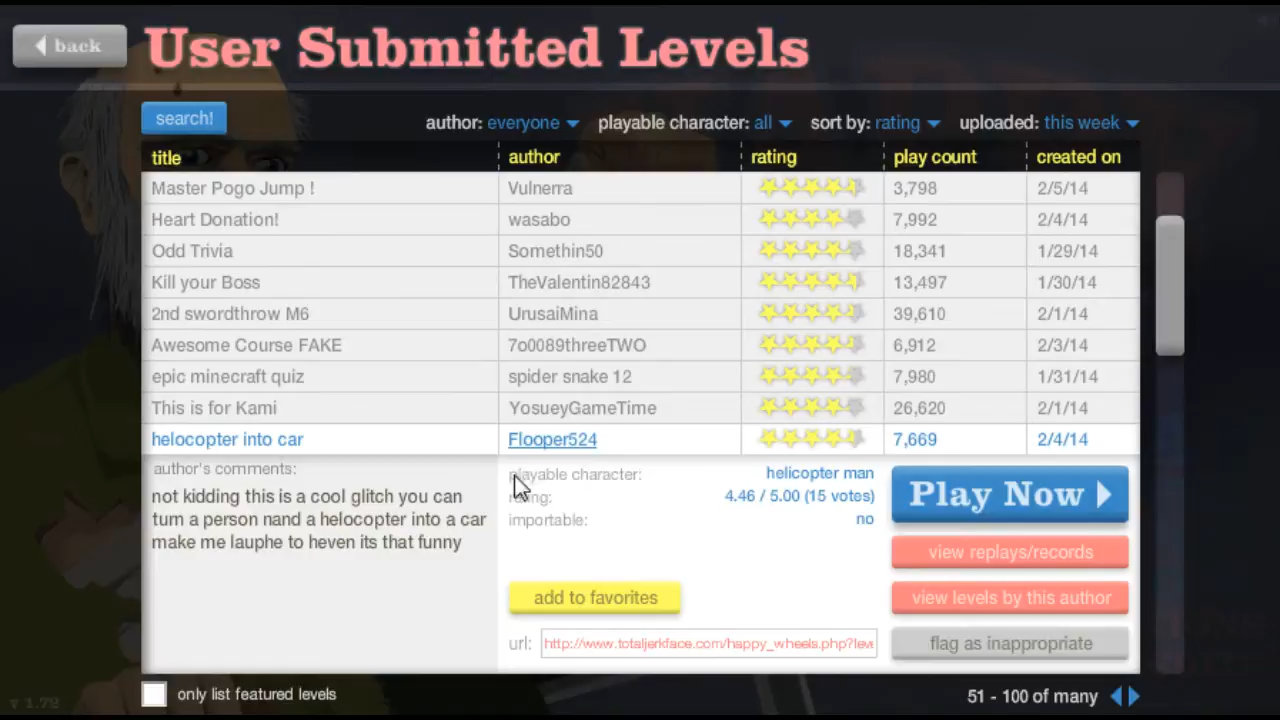 back
User Submitted Levels
search!
author: everyone playable character: all sort by: rating uploaded: this week
title author rating play count created on
Master Pogo Jump ! Vulnerra 3,798 2/5/14
Heart Donation! wasabo 7,992 2/4/14
Odd Trivia Somethin50 18,341 1/29/14
Kill your Boss TheValentin82843 13,497 1/30/14
2nd swordthrow M6 UrusaiMina 39,610 2/1/14
Awesome Course FAKE 7o0089threeTWO 6,912 2/3/14
epic minecraft quiz spider snake 12 7,980 1/31/14
This is for Kami YosueyGameTime 26,620 2/1/14
helocopter into car Flooper524 7,669 2/4/14
author's comments:
not kidding this is a cool glitch you can
turn a person nand a helocopter into a car
make me lauphe to heven its that funny
playable character: helicopter man
rating: 4.46 / 5.00 (15 votes)
importable: no
add to favorites
url: http://www.totaljerkface.com/happy_wheels.php?leve
Play Now
view replays/records
view levels by this author
flag as inappropriate
only list featured levels
51 - 100 of many
v 1.72